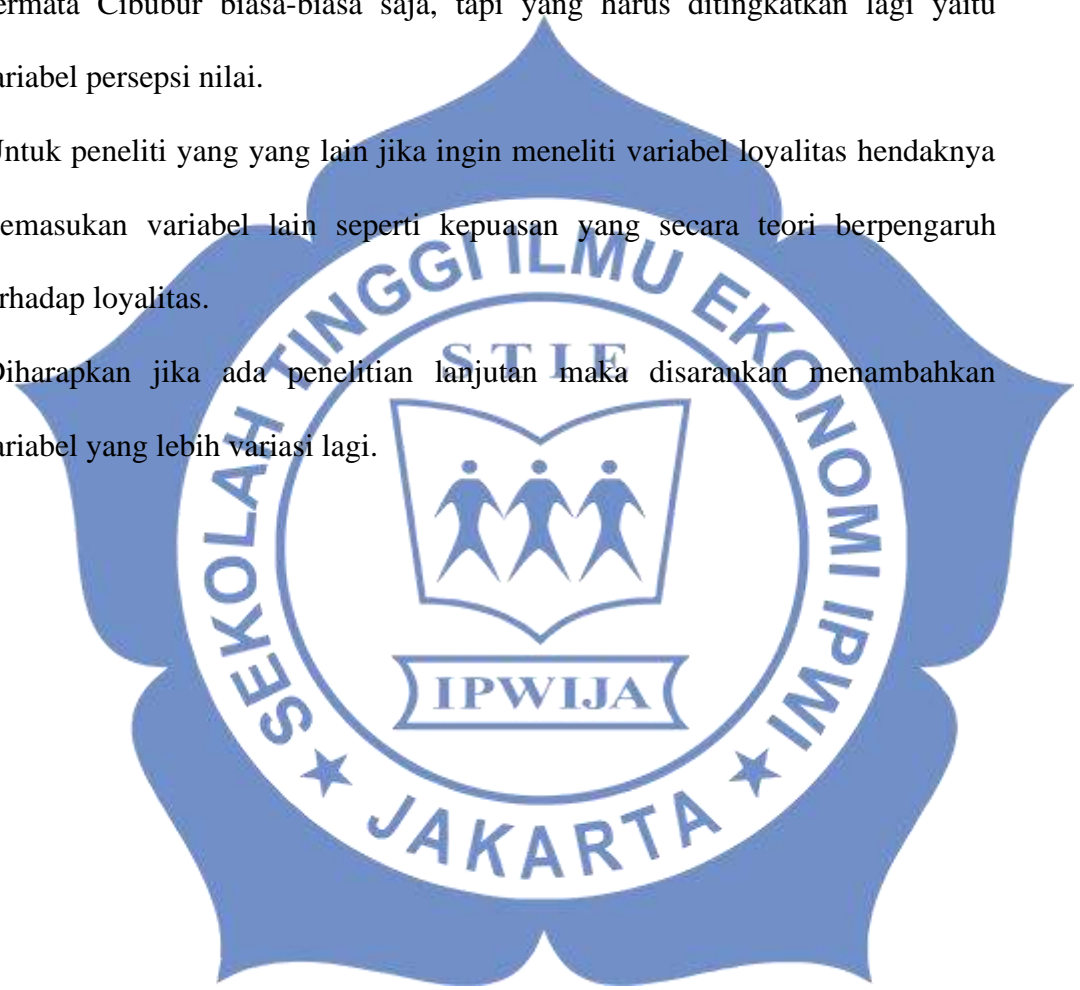 ermata Cibubur biasa-biasa saja, tapi yang harus ditingkatkan lagi yaitu
ariabel persepsi nilai.
Untuk peneliti yang yang lain jika ingin meneliti variabel loyalitas hendaknya
emasukan variabel lain seperti kepuasan yang secara teori berpengaruh
rhadap loyalitas.
Diharapkan jika ada penelitian lanjutan maka disarankan menambahkan
ariabel yang lebih variasi lagi.
SEKOLAH TINGGI ILMU EKONOMI IPWI
STIE
IPWIJA
JAKARTA